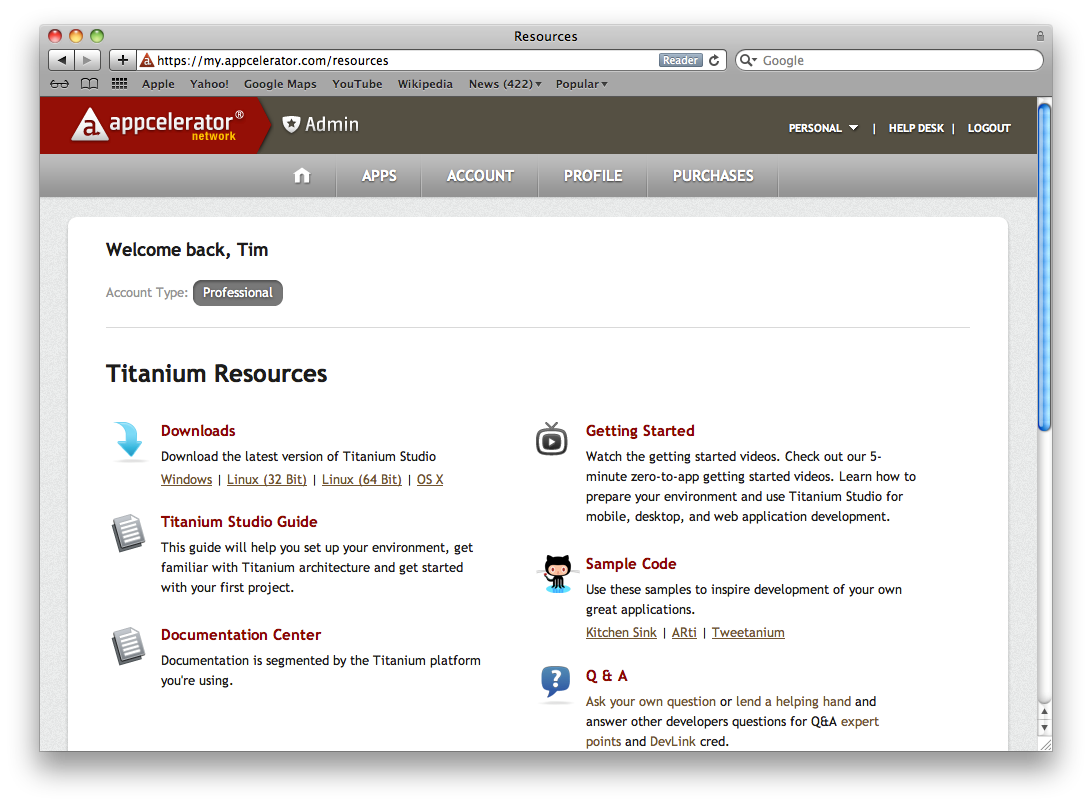 Resources
https://my.appcelerator.com/resources
Reader
Google
Apple
Yahoo!
Google Maps
YouTube
Wikipedia
News (422)
Popular
appcelerator®
network
Admin
PERSONAL | HELP DESK | LOGOUT
APPS
ACCOUNT
PROFILE
PURCHASES
Welcome back, Tim
Account Type: Professional
Titanium Resources
Downloads
Download the latest version of Titanium Studio
Windows | Linux (32 Bit) | Linux (64 Bit) | OS X
Titanium Studio Guide
This guide will help you set up your environment, get
familiar with Titanium architecture and get started
with your first project.
Documentation Center
Documentation is segmented by the Titanium platform
you're using.
Getting Started
Watch the getting started videos. Check out our 5-
minute zero-to-app getting started videos. Learn how to
prepare your environment and use Titanium Studio for
mobile, desktop, and web application development.
Sample Code
Use these samples to inspire development of your own
great applications.
Kitchen Sink | ARti | Tweetanium
Q & A
Ask your own question or lend a helping hand and
answer other developers questions for Q&A expert
points and DevLink cred.